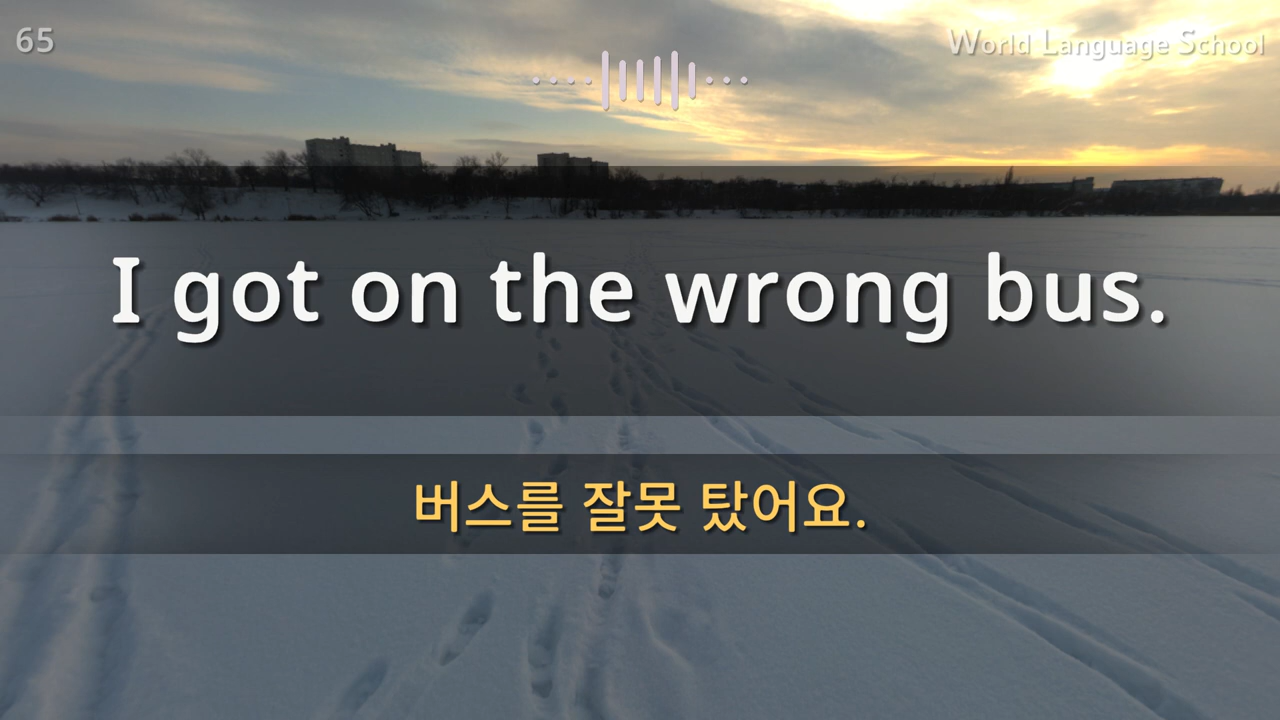 65
World Language School
I got on the wrong bus.
버스를 잘못 탔어요.